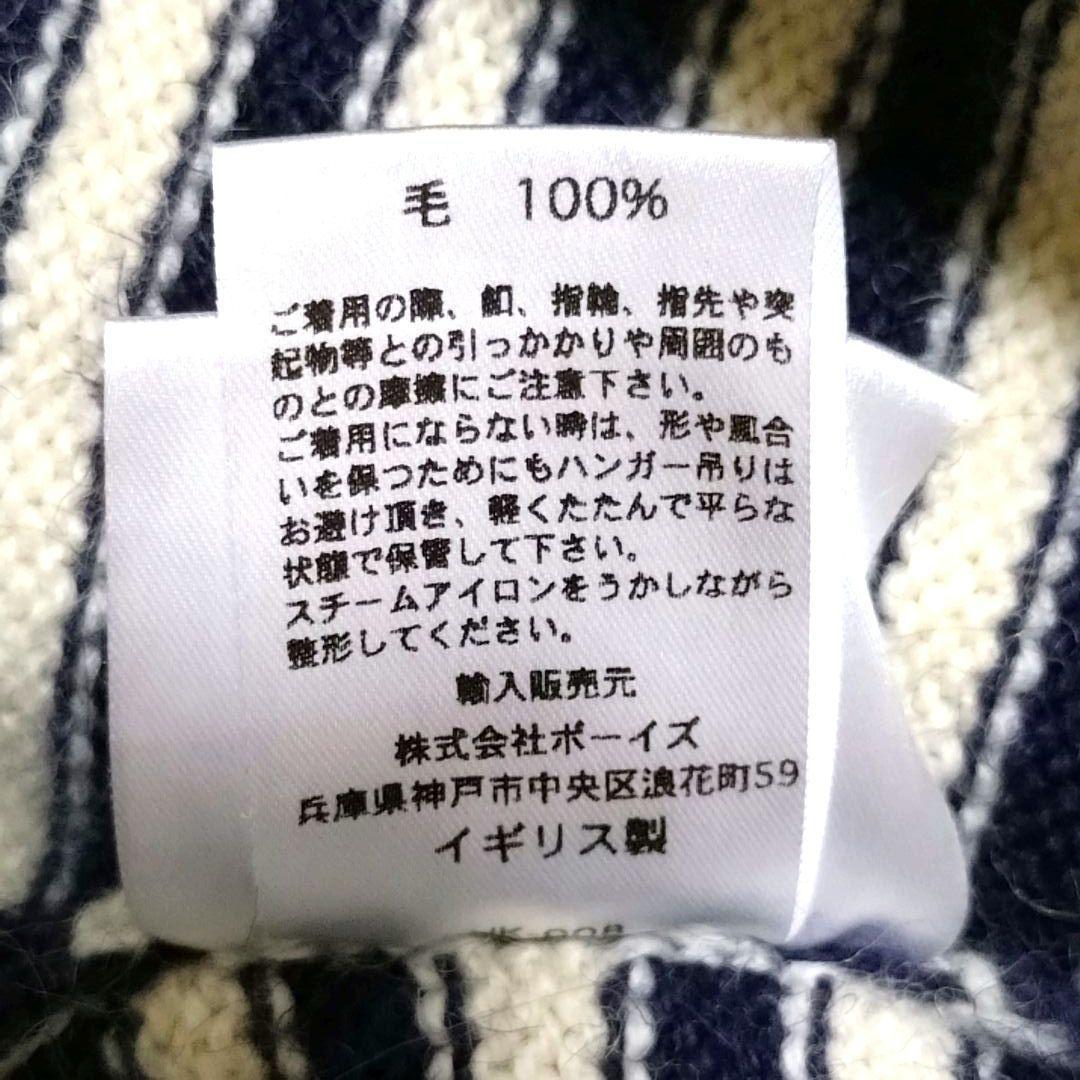 毛 100%
ご着用の際、釦、指輪、指先や突
起物等との引っかかりや周囲のも
のとの摩擦にご注意下さい。
ご着用にならない時は、形や風合
いを保つためにもハンガー吊りは
お避け頂き、軽くたたんで平らな
状態で保管して下さい。
スチームアイロンをうかしながら
整形してください。
輸入販売元
株式会社ボーイズ
兵庫県神戸市中央区浪花町59
イギリス製